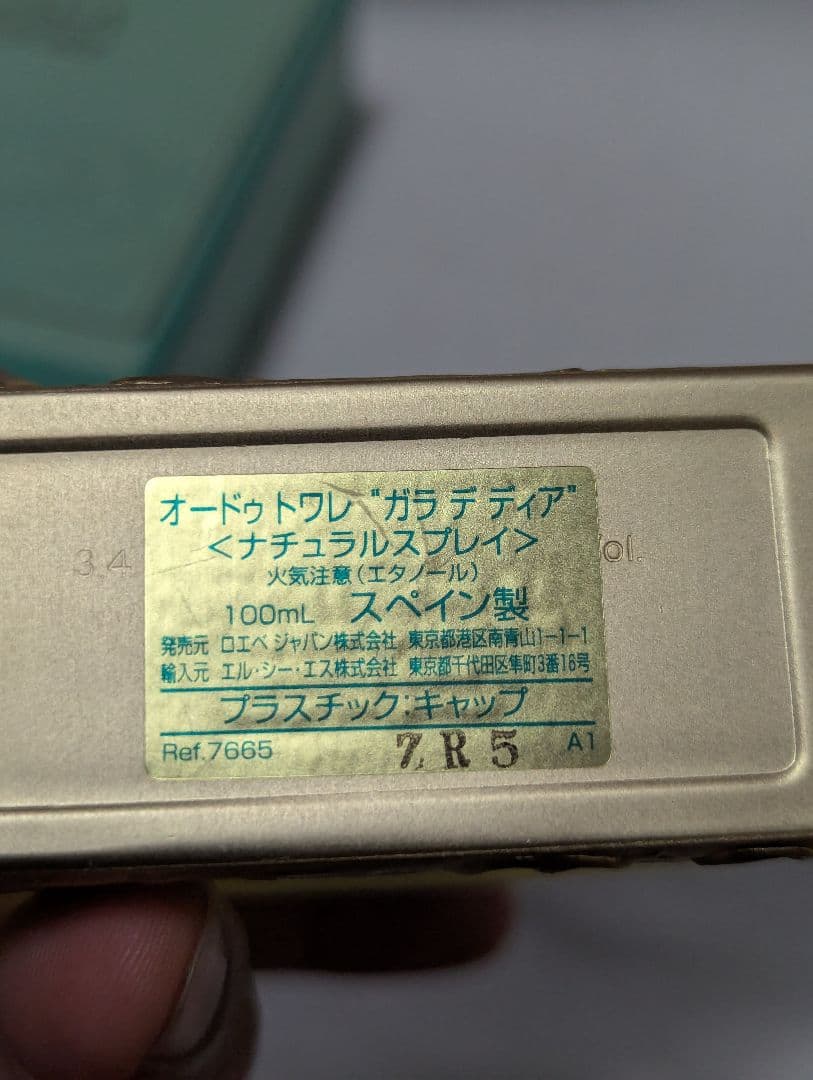 オードゥ トワレ "ガラ デ ディア"
<ナチュラルスプレイ>
火気注意(エタノール)
3.4
ol.
100mL スペイン製
発売元 ロエベ ジャパン株式会社 東京都港区南青山1-1-1
輸入元 エル・シー・エス株式会社 東京都千代田区隼町3番16号
プラスチック:キャップ
Ref.7665 ZR5 A1